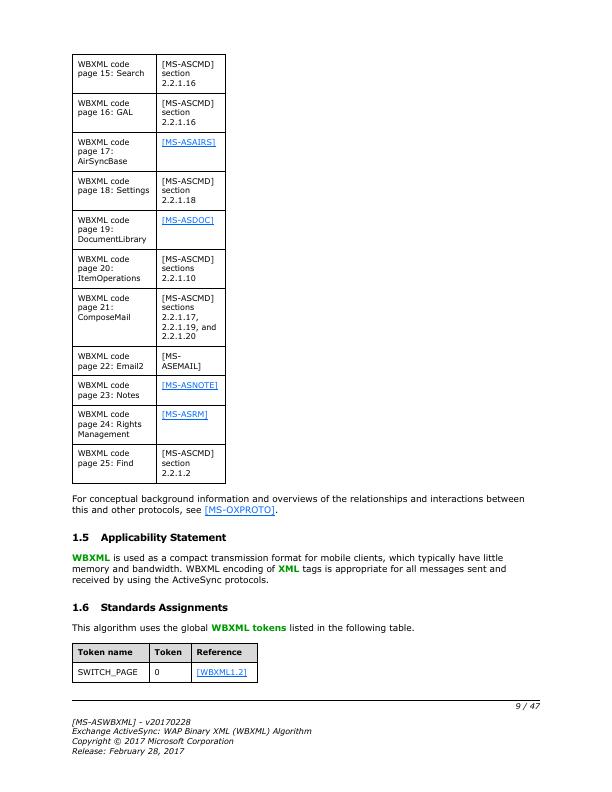 WBXML code
page 15: Search
[MS-ASCMD]
section
2.2.1.16
WBXML code
page 16: GAL
[MS-ASCMD]
section
2.2.1.16
WBXML code
page 17:
AirSyncBase
[MS-ASAIRS]
WBXML code
page 18: Settings
[MS-ASCMD]
section
2.2.1.18
WBXML code
page 19:
DocumentLibrary
[MS-ASDOC]
WBXML code
page 20:
ItemOperations
[MS-ASCMD]
sections
2.2.1.10
WBXML code
page 21:
ComposeMail
[MS-ASCMD]
sections
2.2.1.17,
2.2.1.19, and
2.2.1.20
WBXML code
page 22: Email2
[MS-
ASEMAIL]
WBXML code
page 23: Notes
[MS-ASNOTE]
WBXML code
page 24: Rights
Management
[MS-ASRM]
WBXML code
page 25: Find
[MS-ASCMD]
section
2.2.1.2
For conceptual background information and overviews of the relationships and interactions between
this and other protocols, see [MS-OXPROTO].
1.5 Applicability Statement
WBXML is used as a compact transmission format for mobile clients, which typically have little
memory and bandwidth. WBXML encoding of XML tags is appropriate for all messages sent and
received by using the ActiveSync protocols.
1.6 Standards Assignments
This algorithm uses the global WBXML tokens listed in the following table.
Token name Token Reference
SWITCH_PAGE 0 [WBXML1.2]
9 / 47
[MS-ASWBXML] - v20170228
Exchange ActiveSync: WAP Binary XML (WBXML) Algorithm
Copyright © 2017 Microsoft Corporation
Release: February 28, 2017